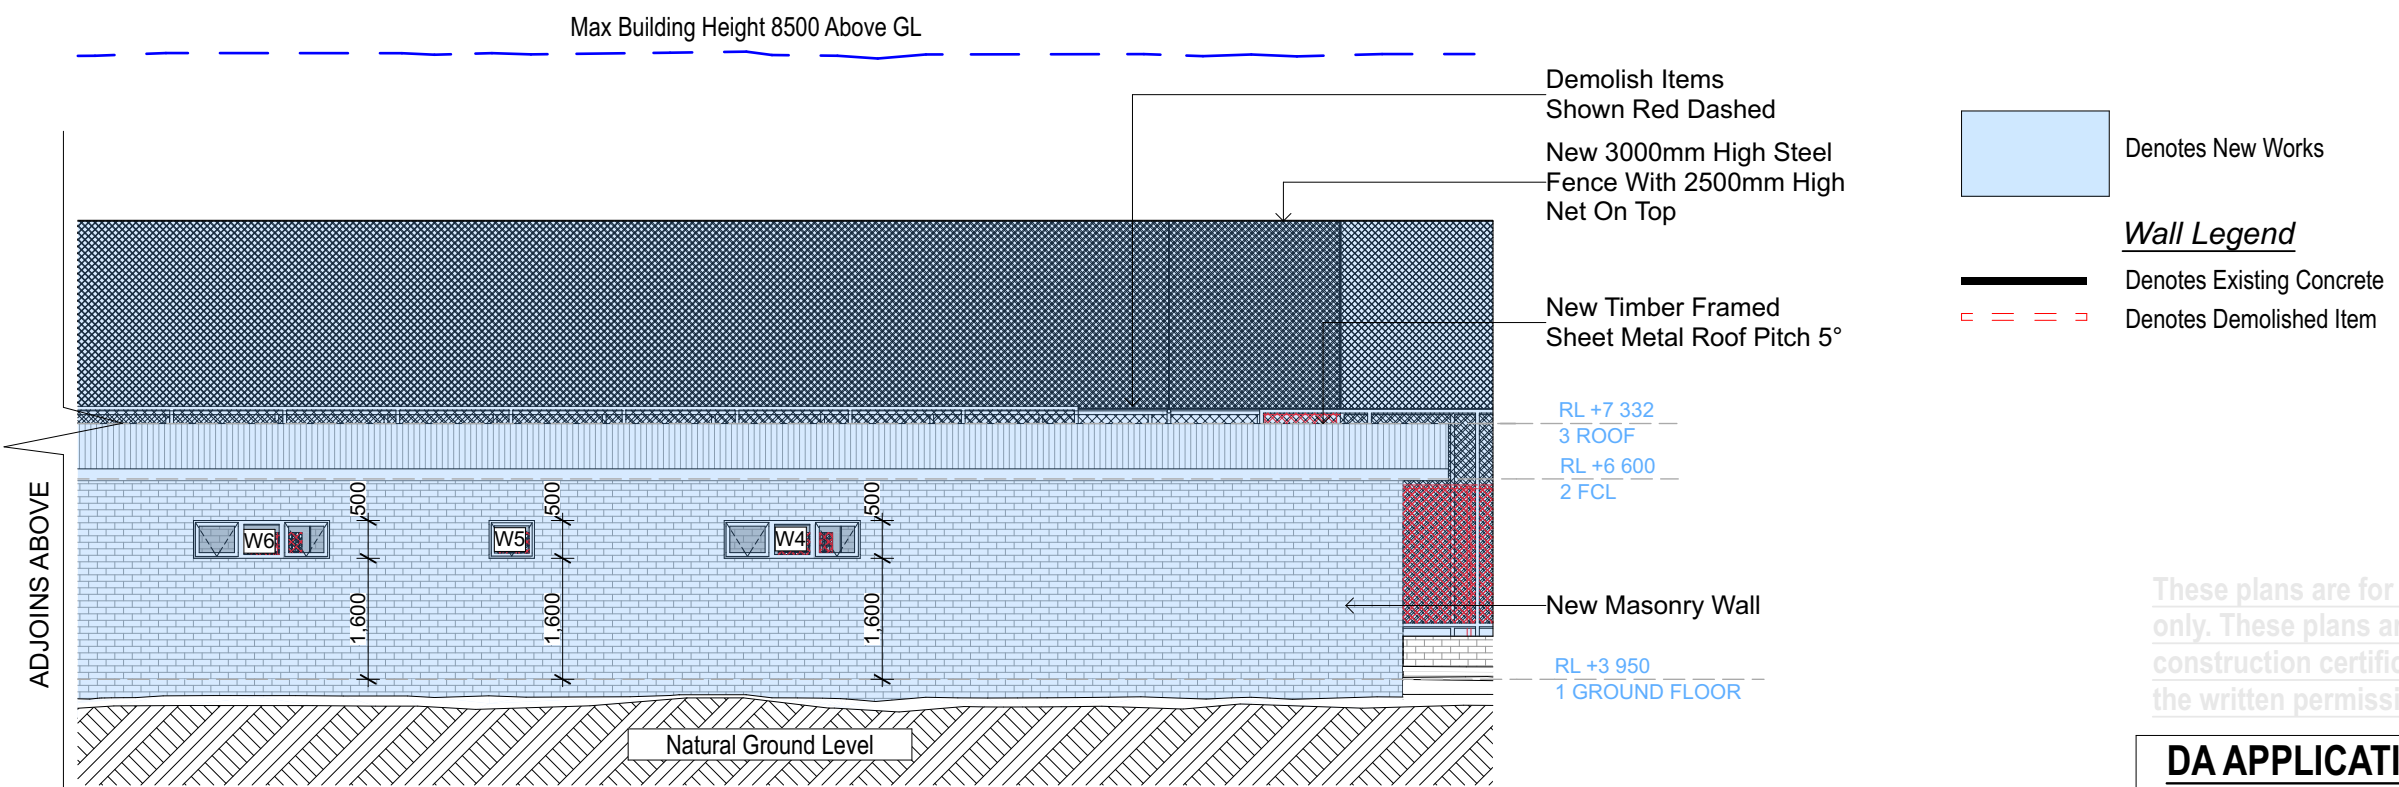 Max Building Height 8500 Above GL
Demolish Items
Shown Red Dashed
New 3000mm High Steel
Fence With 2500mm High
Net On Top
New Timber Framed
Sheet Metal Roof Pitch 5°
RL +7 332
3 ROOF
RL +6 600
2 FCL
New Masonry Wall
RL +3 950
1 GROUND FLOOR
ADJOINS ABOVE
W6
500
1,600
W5
500
1,600
W4
500
1,600
Natural Ground Level
Denotes New Works
Wall Legend
Denotes Existing Concrete
Denotes Demolished Item
These plans are for
only. These plans ar
construction certific
the written permissi
DA APPLICATI